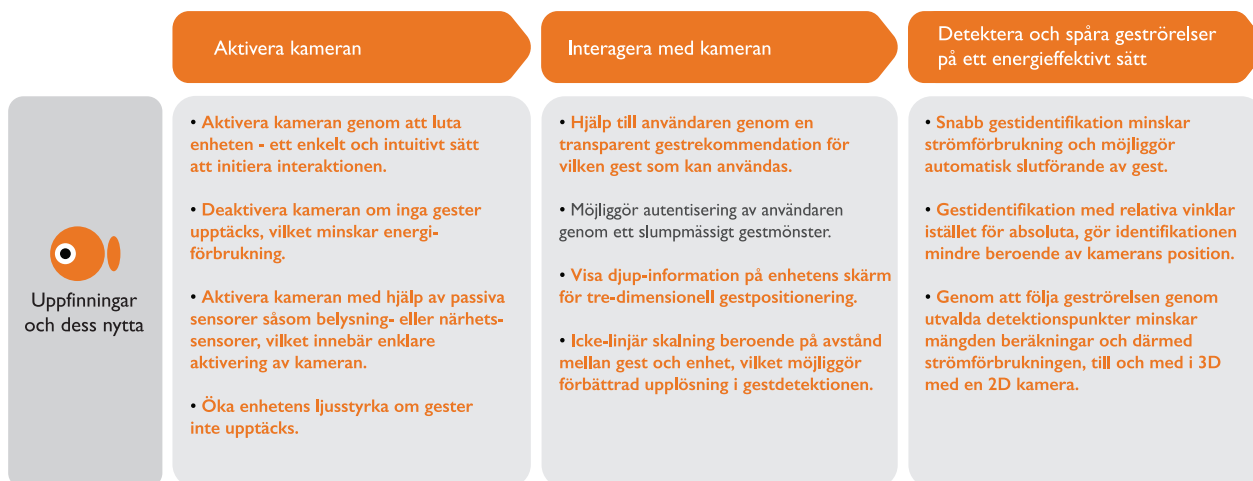 Aktivera kameran
Interagera med kameran
Detektera och spåra geströrelser
på ett energieffektivt sätt
Uppfinningar
och dess nytta
• Aktivera kameran genom att luta
enheten - ett enkelt och intuitivt sätt
att initiera interaktionen.
• Deaktivera kameran om inga gester
upptäcks, vilket minskar energi-
förbrukning.
• Aktivera kameran med hjälp av passiva
sensorer såsom belysning- eller närhets-
sensorer, vilket innebär enklare
aktivering av kameran.
• Öka enhetens ljusstyrka om gester
inte upptäcks.
• Hjälp till användaren genom en
transparent gestrekommendation för
vilken gest som kan användas.
• Möjliggör autentisering av användaren
genom ett slumpmässigt gestmönster.
• Visa djup-information på enhetens skärm
för tre-dimensionell gestpositionering.
• Icke-linjär skalning beroende på avstånd
mellan gest och enhet, vilket möjliggör
förbättrad upplösning i gestdetektionen.
• Snabb gestidentifikation minskar
strömförbrukning och möjliggör
automatisk slutförande av gest.
• Gestidentifikation med relativa vinklar
istället för absoluta, gör identifikationen
mindre beroende av kamerans position.
• Genom att följa geströrelsen genom
utvalda detektionspunkter minskar
mängden beräkningar och därmed
strömförbrukningen, till och med i 3D
med en 2D kamera.